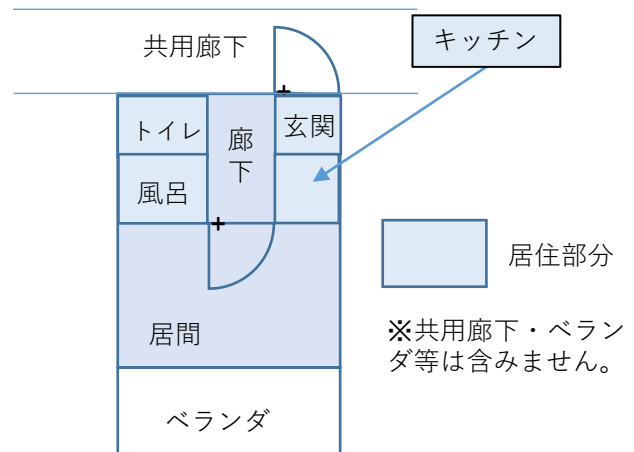 共用廊下
キッチン
トイレ
廊
下
玄関
風呂
居住部分
居間
※共用廊下・ベラン
ダ等は含みません。
ベランダ